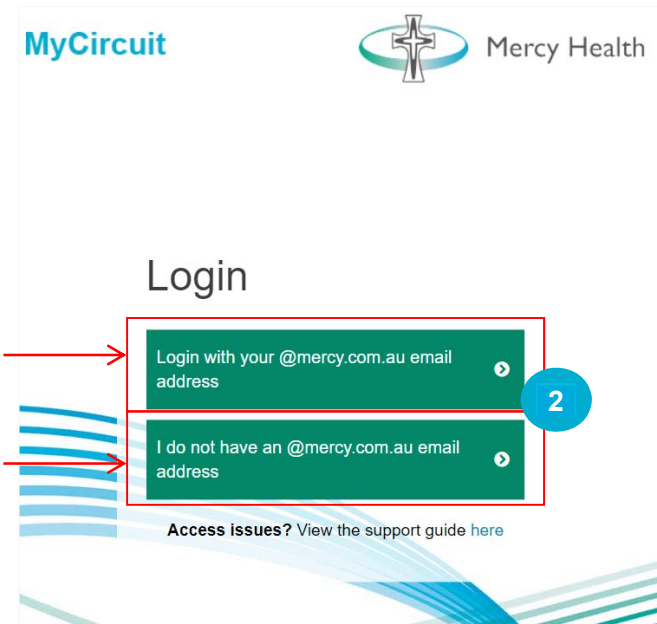 MyCircuit
Mercy Health
Login
Login with your @mercy.com.au email
address
2
I do not have an @mercy.com.au email
address
Access issues? View the support guide here